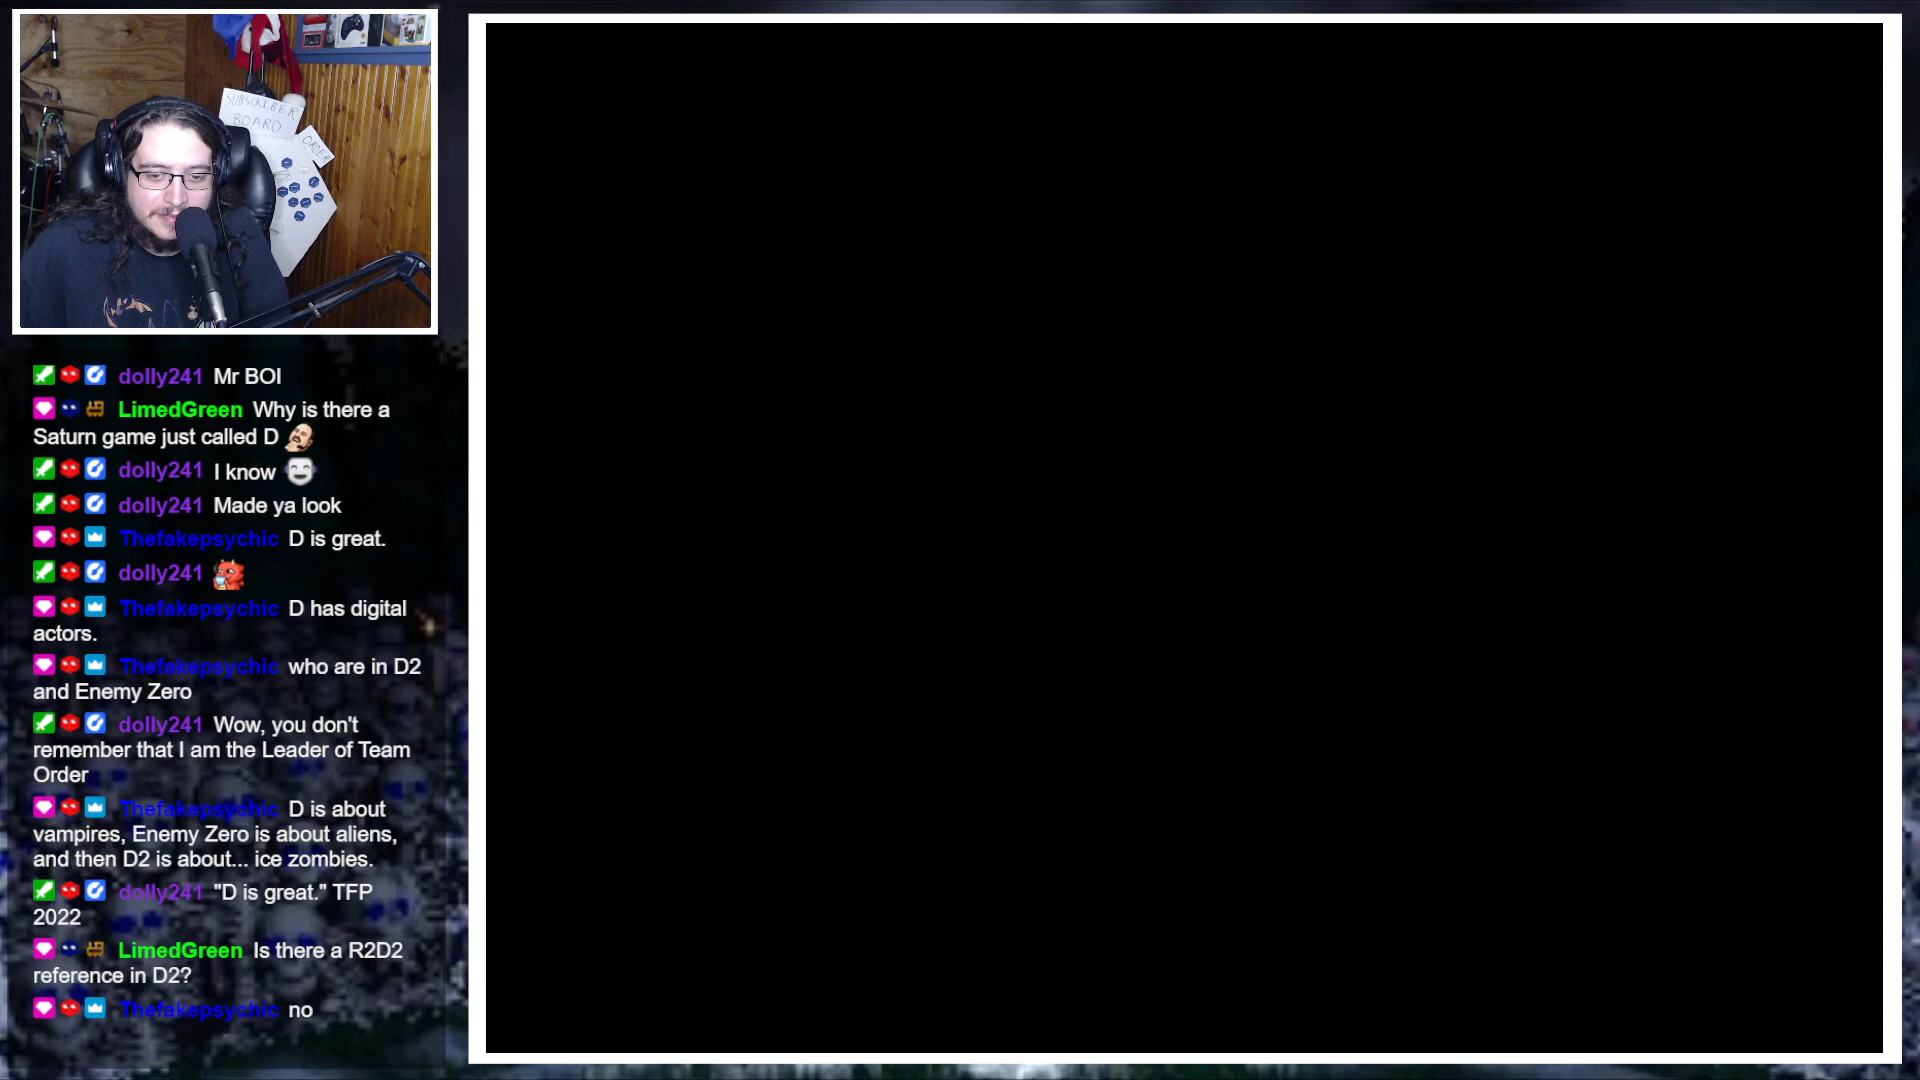 SUBSCRIBER
BOARD
ORDER
dolly241 Mr BOI
LimedGreen Why is there a
Saturn game just called D
dolly241 I know
dolly241 Made ya look
Thefakepsychic D is great.
dolly241
Thefakepsychic D has digital
actors.
Thefakepsychic who are in D2
and Enemy Zero
dolly241 Wow, you don't
remember that I am the Leader of Team
Order
Thefakepsychic D is about
vampires, Enemy Zero is about aliens,
and then D2 is about... ice zombies.
dolly241 "D is great." TFP
2022
LimedGreen Is there a R2D2
reference in D2?
Thefakepsychic no